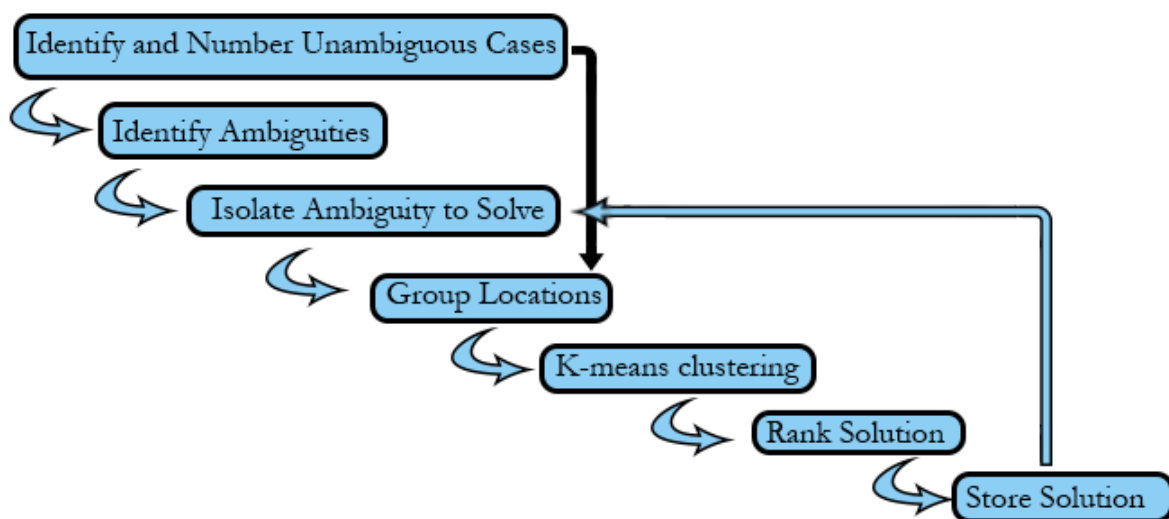 Identify and Number Unambiguous Cases
Identify Ambiguities
Isolate Ambiguity to Solve
Group Locations
K-means clustering
Rank Solution
Store Solution